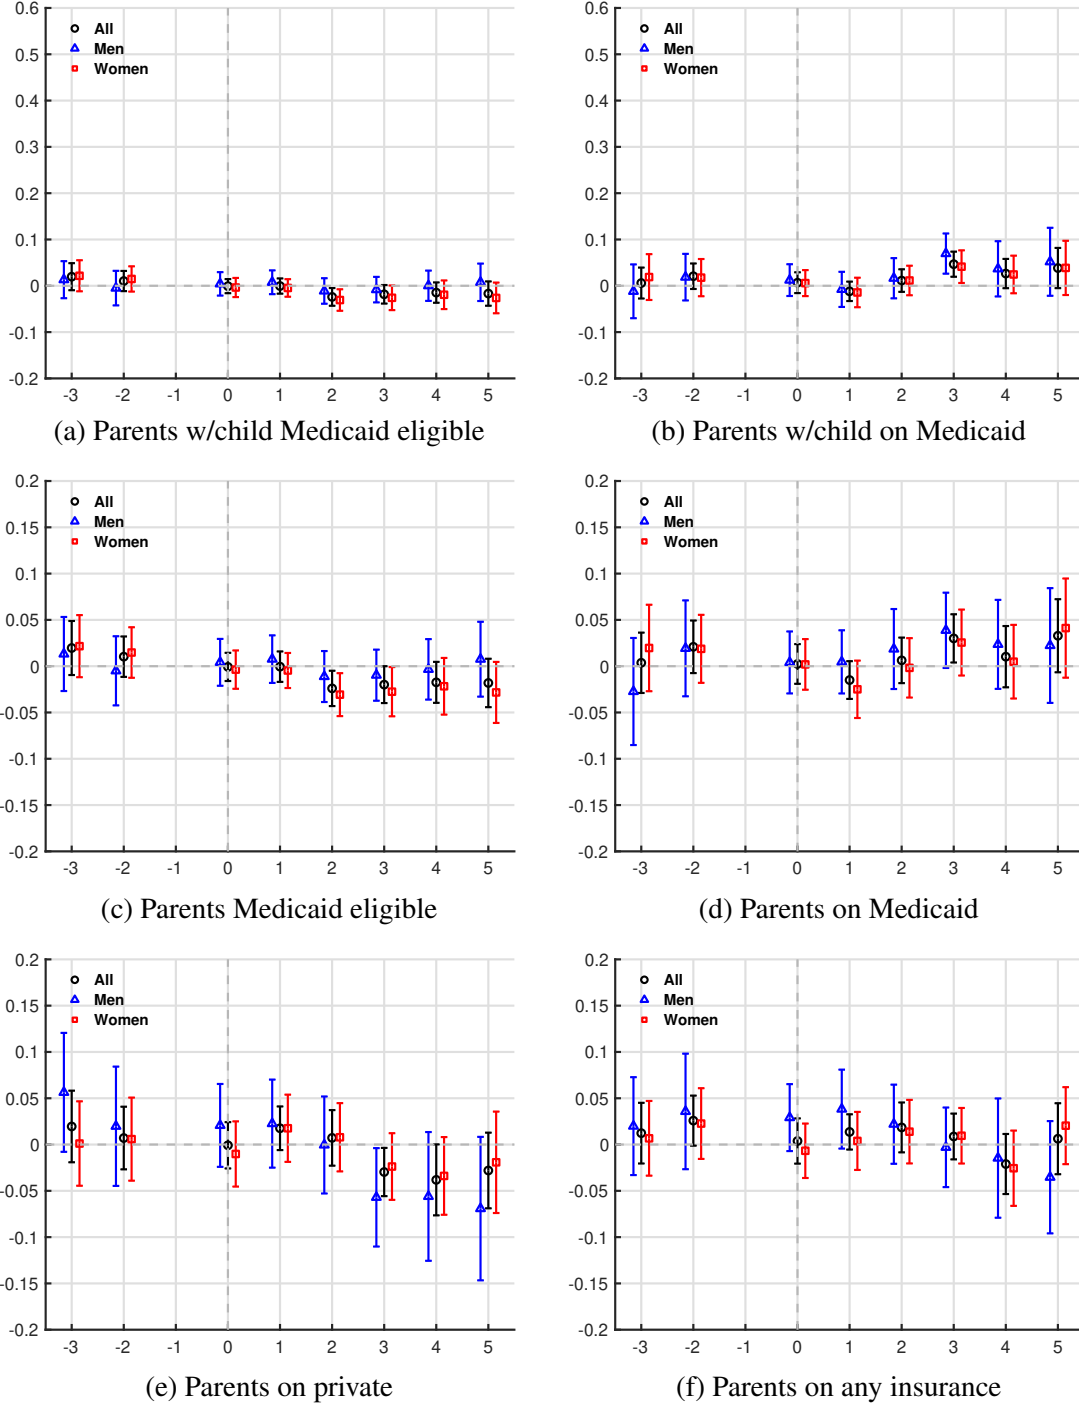 0.6
0.5
0.4
0.3
0.2
0.1
0
-0.1
-0.2
All
Men
Women
-3 -2 -1 0 1 2 3 4 5
(a) Parents w/child Medicaid eligible
0.6
0.5
0.4
0.3
0.2
0.1
0
-0.1
-0.2
All
Men
Women
-3 -2 -1 0 1 2 3 4 5
(b) Parents w/child on Medicaid
0.2
0.15
0.1
0.05
0
-0.05
-0.1
-0.15
-0.2
All
Men
Women
-3 -2 -1 0 1 2 3 4 5
(c) Parents Medicaid eligible
0.2
0.15
0.1
0.05
0
-0.05
-0.1
-0.15
-0.2
All
Men
Women
-3 -2 -1 0 1 2 3 4 5
(d) Parents on Medicaid
0.2
0.15
0.1
0.05
0
-0.05
-0.1
-0.15
-0.2
All
Men
Women
-3 -2 -1 0 1 2 3 4 5
(e) Parents on private
0.2
0.15
0.1
0.05
0
-0.05
-0.1
-0.15
-0.2
All
Men
Women
-3 -2 -1 0 1 2 3 4 5
(f) Parents on any insurance